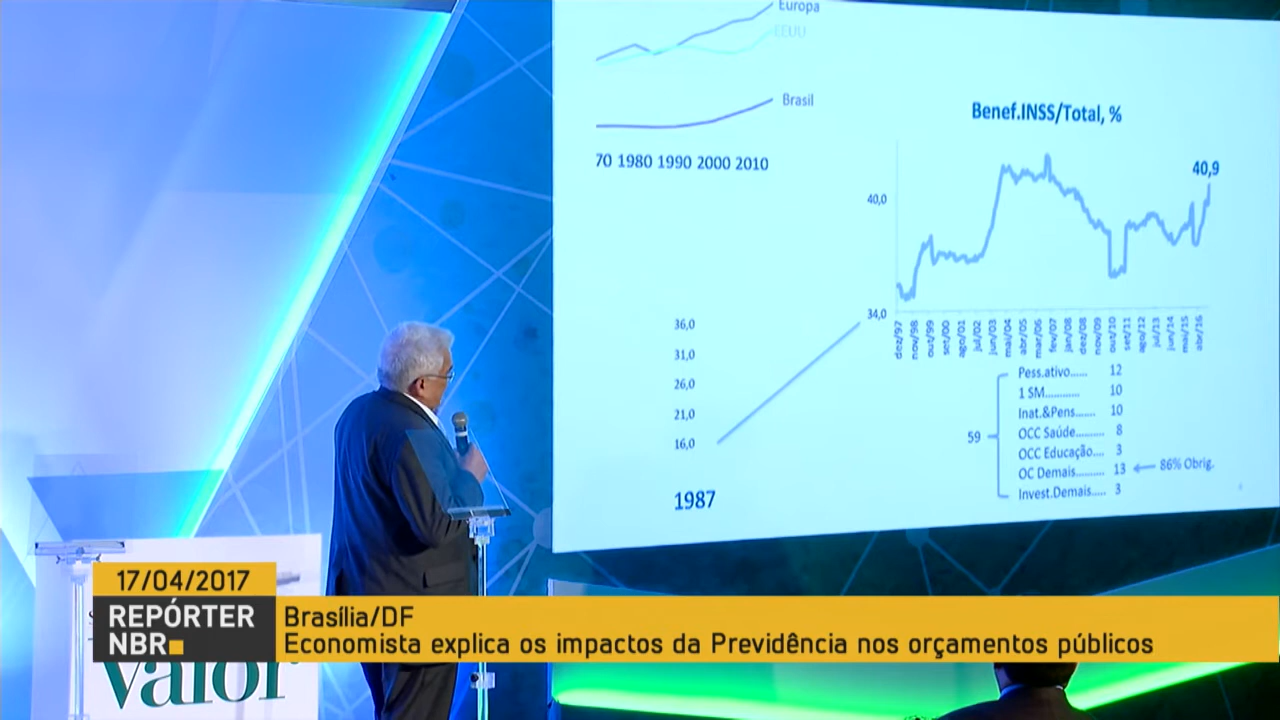 Europa
EEUU
Brasil
70 1980 1990 2000 2010
Benef.INSS/Total, %
40,9
40,0
34,0
dez/97
nov/98
out/99
set/00
ago/01
jul/02
jun/03
mai/04
abr/05
mar/06
fev/07
jan/08
dez/08
nov/09
out/10
set/11
ago/12
jul/13
jun/14
mai/15
abr/16
36,0
31,0
26,0
21,0
16,0
1987
59
Pess.ativo...... 12
1 SM............ 10
Inat.&Pens....... 10
OCC Saúde......... 8
OCC Educação.... 3
OC Demais......... 13 86% Obrig.
Invest.Demais..... 3
4
17/04/2017
REPÓRTER
NBR
Brasília/DF
Economista explica os impactos da Previdência nos orçamentos públicos
valor